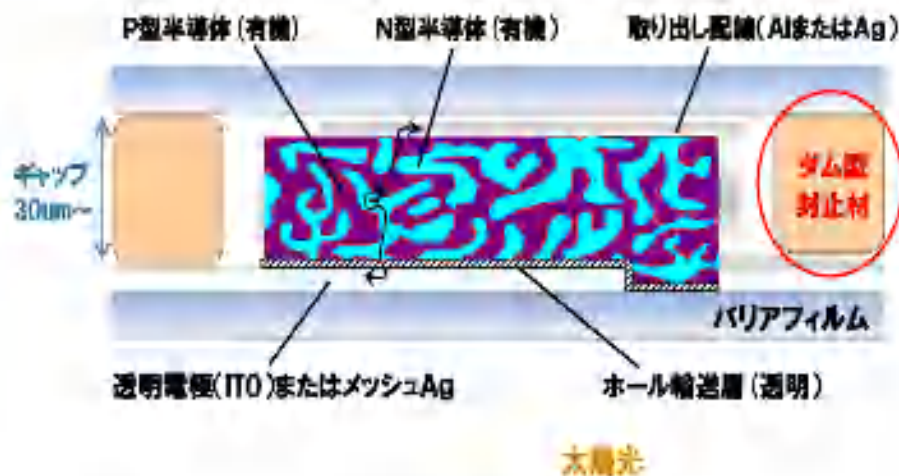 P型半導体(有機)
N型半導体(有機)
取り出し配線(AlまたはAg)
ギャップ
30um~
ダム型
封止材
バリアフィルム
透明電極(ITO)またはメッシュAg
ホール輸送層(透明)
太陽光